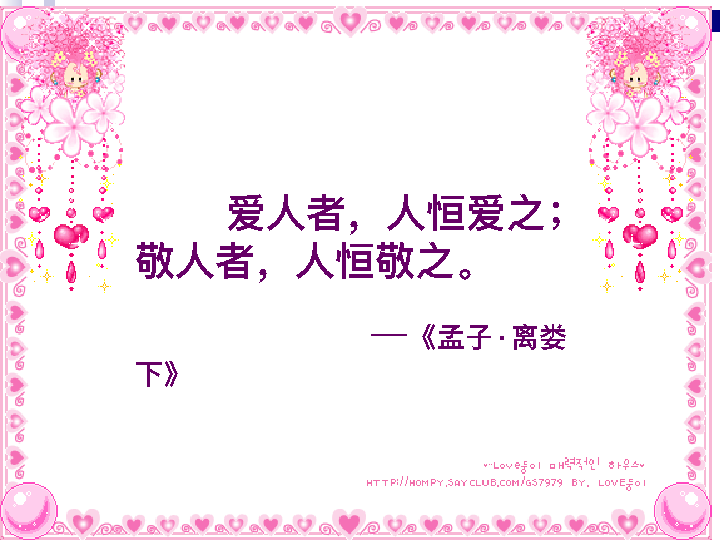 爱人者，人恒爱之；
敬人者，人恒敬之。
──《孟子·离娄
下》
~··Love동이 매력적인 하우스~
HTTP://HOMPY.SAYCLUB.COM/GS7979 BY. LOVE동이